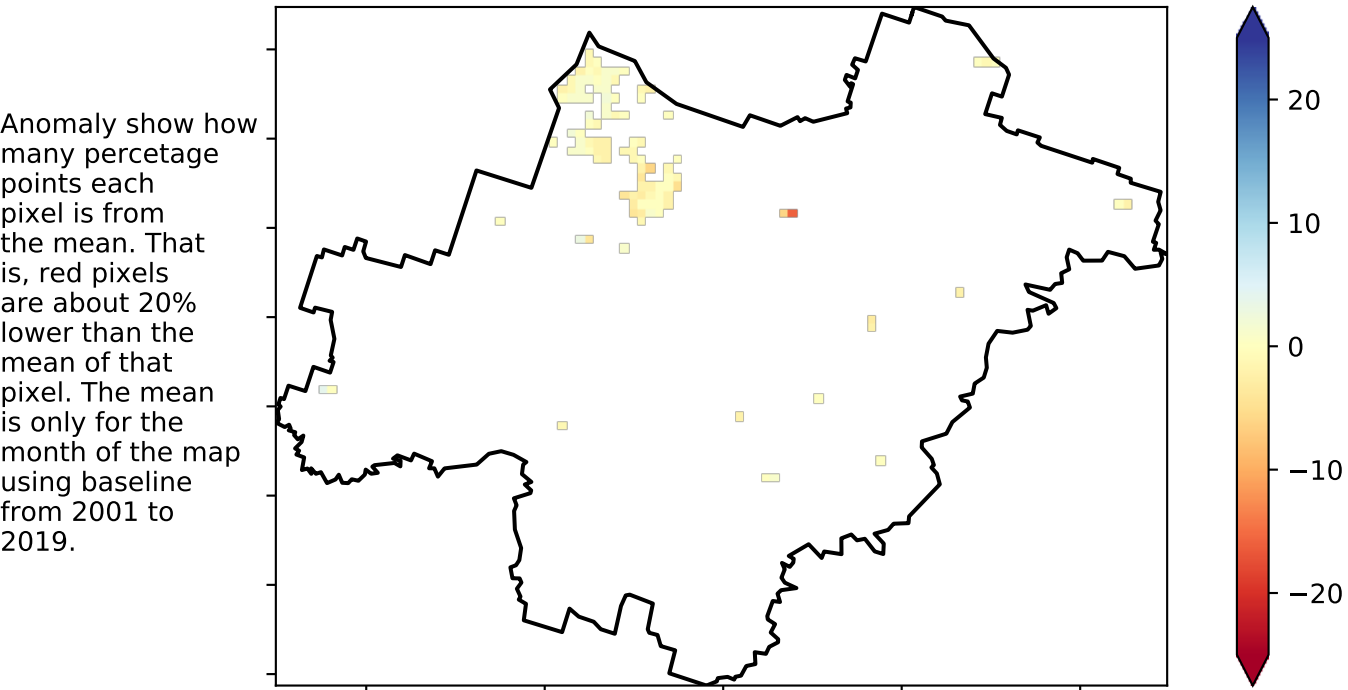 Anomaly show how
many percetage
points each
pixel is from
the mean. That
is, red pixels
are about 20%
lower than the
mean of that
pixel. The mean
is only for the
month of the map
using baseline
from 2001 to
2019.
20
10
0
−10
−20